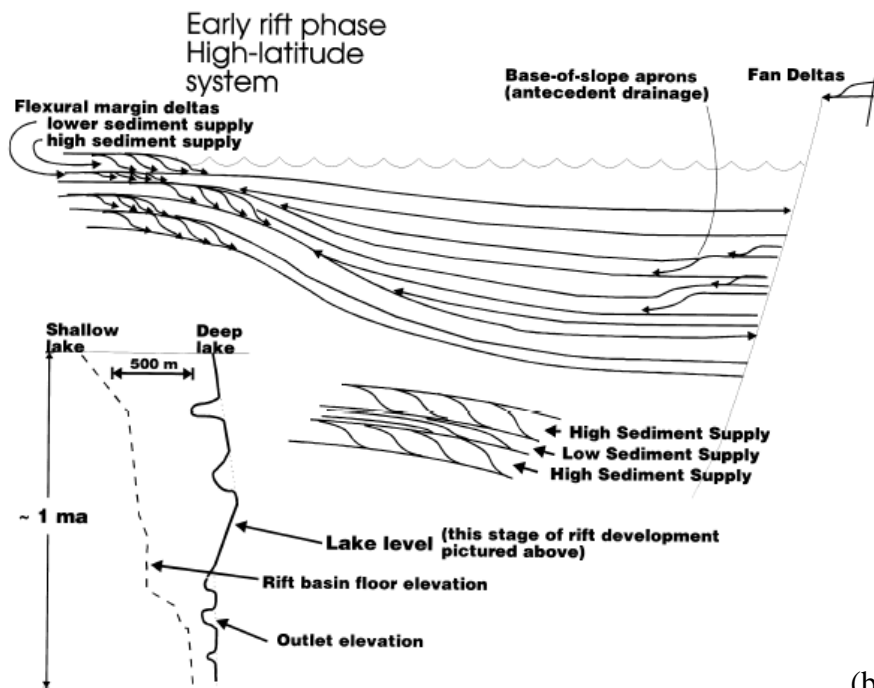 Early rift phase
High-latitude
system
Base-of-slope aprons
(antecedent drainage)
Fan Deltas
Flexural margin deltas
lower sediment supply
high sediment supply
Shallow
lake
Deep
lake
500 m
High Sediment Supply
Low Sediment Supply
High Sediment Supply
~ 1 ma
Lake level (this stage of rift development
pictured above)
Rift basin floor elevation
Outlet elevation
(b